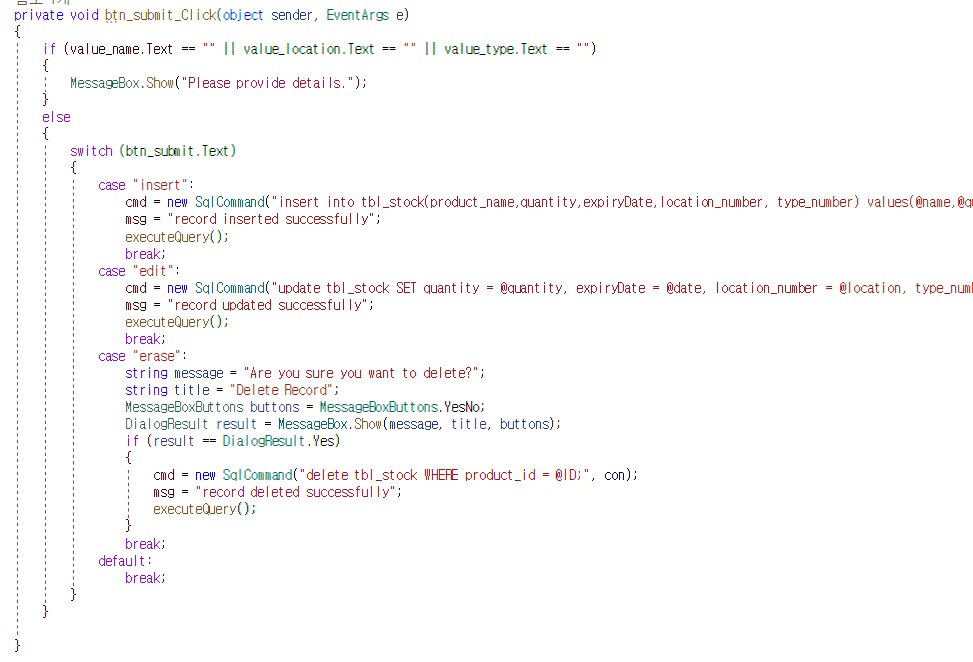 private void btn_submit_Click(object sender, EventArgs e)
{
if (value_name.Text == "" || value_location.Text == "" || value_type.Text == "")
{
MessageBox.Show("Please provide details.");
}
else
{
switch (btn_submit.Text)
{
case "insert":
cmd = new SqlCommand("insert into tbl_stock(product_name,quantity,expiryDate,location_number, type_number) values(@name,@qu
msg = "record inserted successfully";
executeQuery();
break;
case "edit":
cmd = new SqlCommand("update tbl_stock SET quantity = @quantity, expiryDate = @date, location_number = @location, type_numb
msg = "record updated successfully";
executeQuery();
break;
case "erase":
string message = "Are you sure you want to delete?";
string title = "Delete Record";
MessageBoxButtons buttons = MessageBoxButtons.YesNo;
DialogResult result = MessageBox.Show(message, title, buttons);
if (result == DialogResult.Yes)
{
cmd = new SqlCommand("delete tbl_stock WHERE product_id = @ID;", con);
msg = "record deleted successfully";
executeQuery();
}
break;
default:
break;
}
}
}